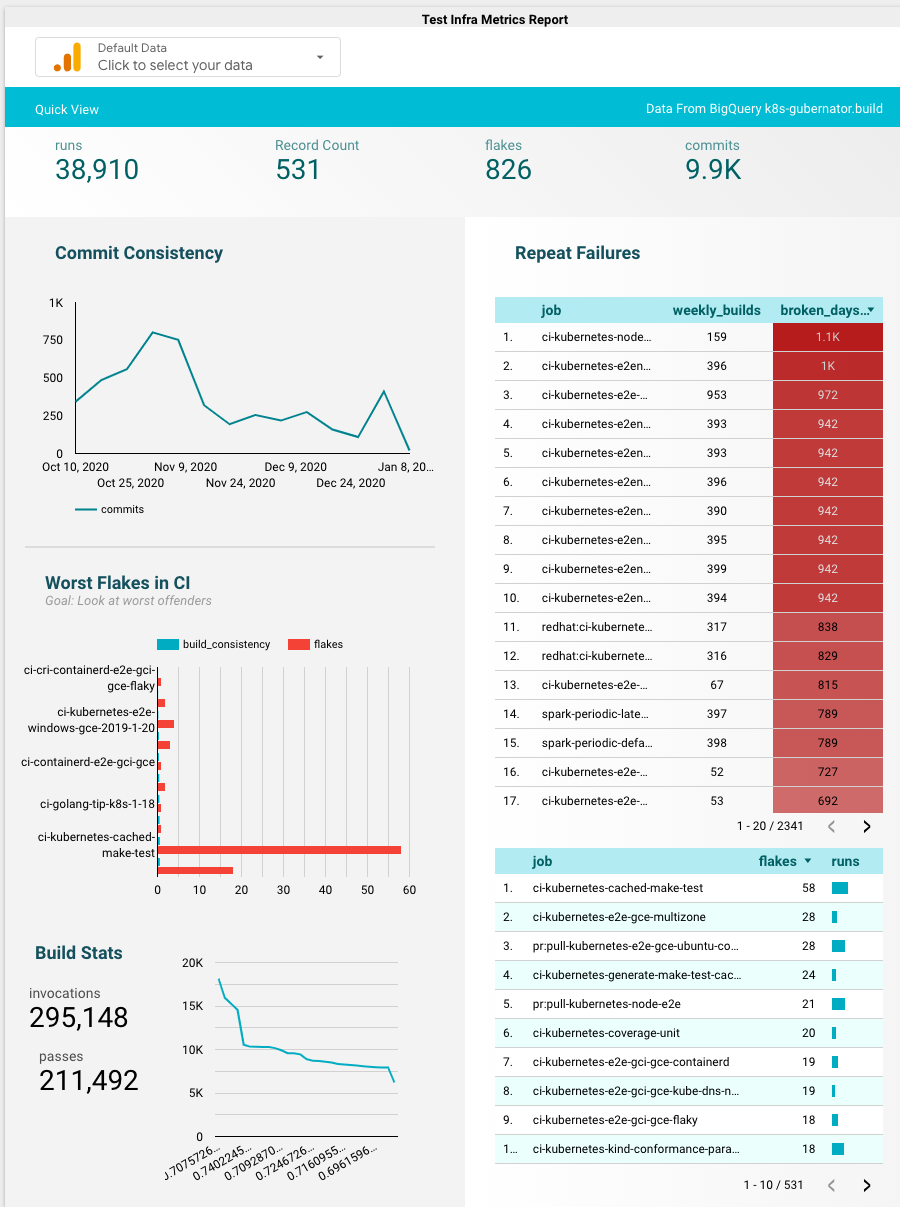 Test Infra Metrics Report
Default Data
Click to select your data
Quick View
Data From BigQuery k8s-gubernator.build
runs
38,910
Record Count
531
flakes
826
commits
9.9K
Commit Consistency
1K
750
500
250
0
Oct 10, 2020
Nov 9, 2020
Dec 9, 2020
Jan 8, 20...
Oct 25, 2020
Nov 24, 2020
Dec 24, 2020
commits
Worst Flakes in CI
Goal: Look at worst offenders
build_consistency
flakes
ci-cri-containerd-e2e-gci-
gce-flaky
ci-kubernetes-e2e-
windows-gce-2019-1-20
ci-containerd-e2e-gci-gce
ci-golang-tip-k8s-1-18
ci-kubernetes-cached-
make-test
0 10 20 30 40 50 60
Build Stats
invocations
295,148
passes
211,492
20K
15K
10K
5K
0
0.7402245...
0.7092870...
0.7246726...
0.7160955...
0.6961596...
Repeat Failures
job weekly_builds broken_days...
1. ci-kubernetes-node... 159 1.1K
2. ci-kubernetes-e2en... 396 1K
3. ci-kubernetes-e2e-... 953 972
4. ci-kubernetes-e2en... 393 942
5. ci-kubernetes-e2en... 393 942
6. ci-kubernetes-e2en... 396 942
7. ci-kubernetes-e2en... 390 942
8. ci-kubernetes-e2en... 395 942
9. ci-kubernetes-e2en... 399 942
10. ci-kubernetes-e2en... 394 942
11. redhat:ci-kubernete... 317 838
12. redhat:ci-kubernete... 316 829
13. ci-kubernetes-e2e-... 67 815
14. spark-periodic-late... 397 789
15. spark-periodic-defa... 398 789
16. ci-kubernetes-e2e-... 52 727
17. ci-kubernetes-e2e-... 53 692
1 - 20 / 2341
job flakes runs
1. ci-kubernetes-cached-make-test 58
2. ci-kubernetes-e2e-gce-multizone 28
3. pr:pull-kubernetes-e2e-gce-ubuntu-co... 28
4. ci-kubernetes-generate-make-test-cac... 24
5. pr:pull-kubernetes-node-e2e 21
6. ci-kubernetes-coverage-unit 20
7. ci-kubernetes-e2e-gci-gce-containerd 19
8. ci-kubernetes-e2e-gci-gce-kube-dns-n... 19
9. ci-kubernetes-e2e-gci-gce-flaky 18
1... ci-kubernetes-kind-conformance-para... 18
1 - 10 / 531